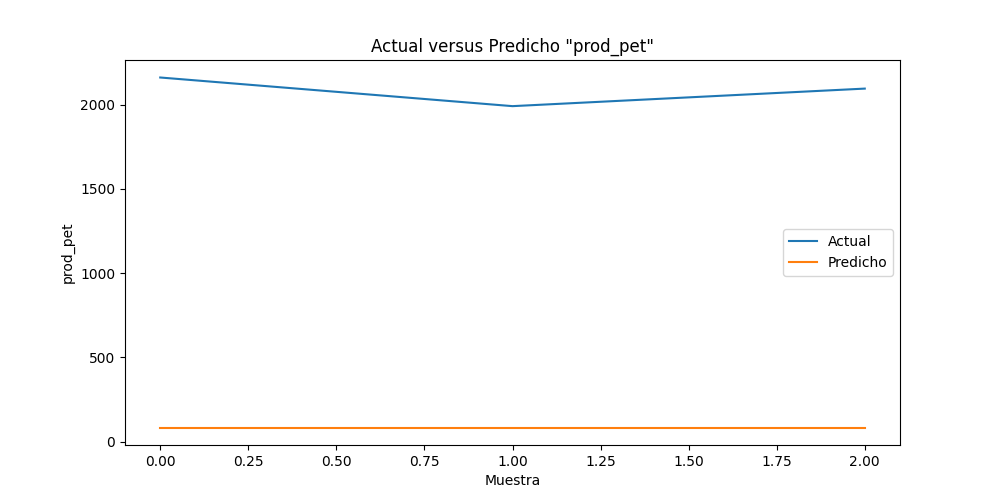 Actual versus Predicho "prod_pet"
prod_pet
2000
1500
1000
500
0
Actual
Predicho
0.00 0.25 0.50 0.75 1.00 1.25 1.50 1.75 2.00
Muestra